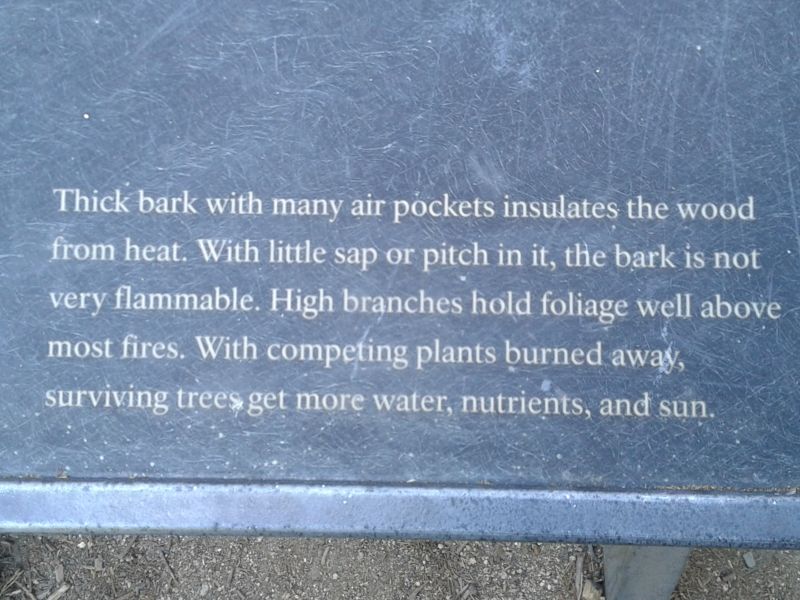 Thick bark with many air pockets insulates the wood
from heat. With little sap or pitch in it, the bark is not
very flammable. High branches hold foliage well above
most fires. With competing plants burned away,
surviving trees get more water, nutrients, and sun.